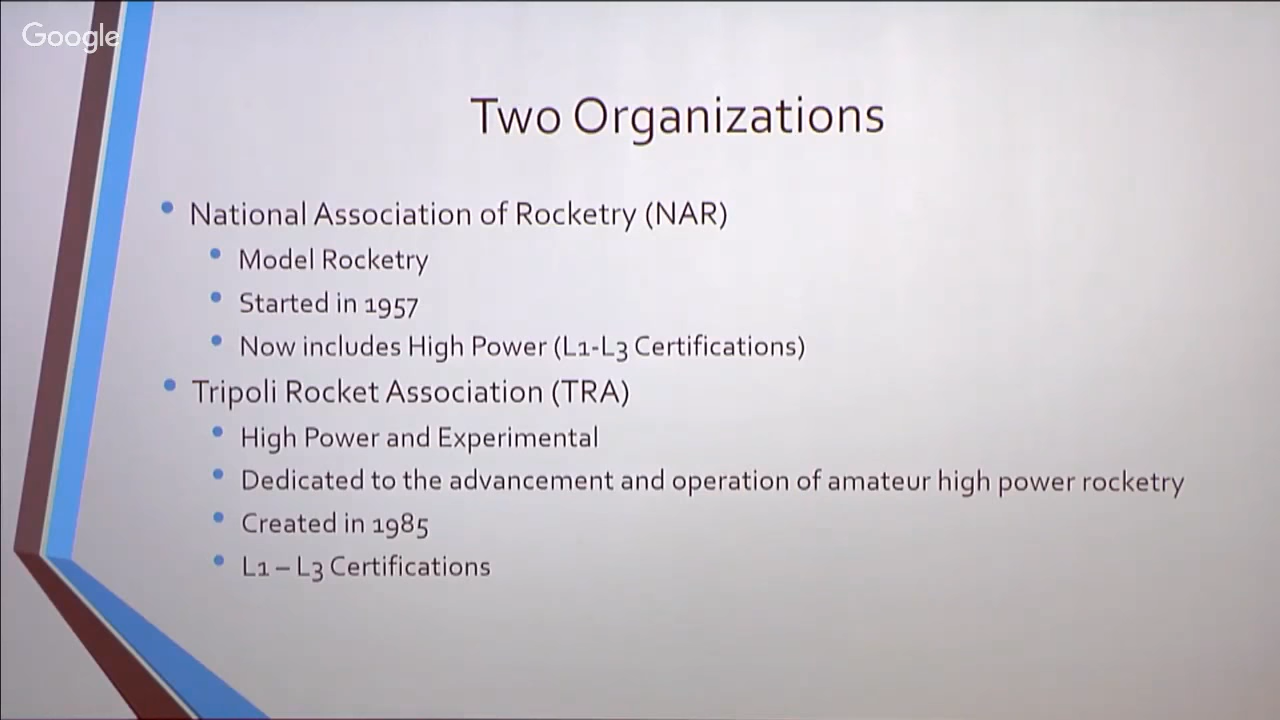 Google
Two Organizations
• National Association of Rocketry (NAR)
• Model Rocketry
• Started in 1957
• Now includes High Power (L1-L3 Certifications)
• Tripoli Rocket Association (TRA)
• High Power and Experimental
• Dedicated to the advancement and operation of amateur high power rocketry
• Created in 1985
• L1 – L3 Certifications